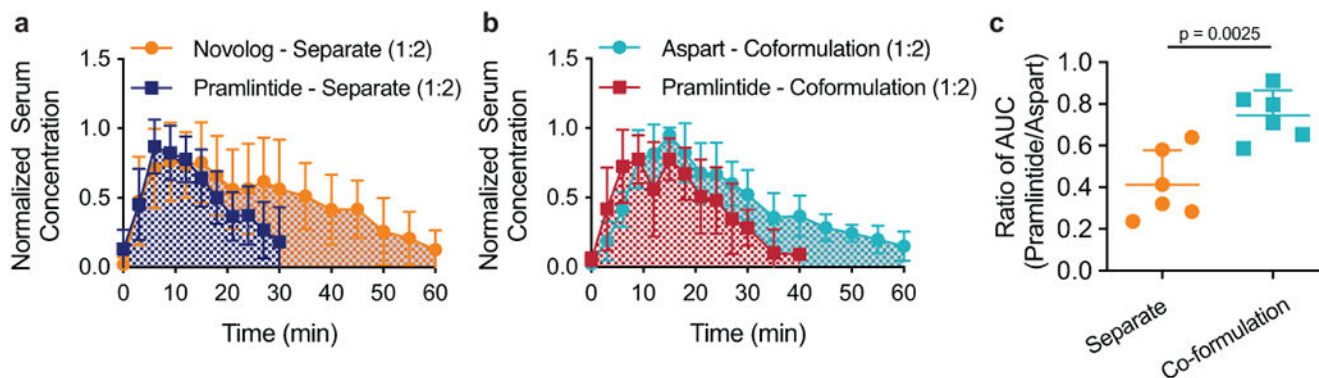 a
Novolog - Separate (1:2)
Pramlintide - Separate (1:2)
Normalized Serum
Concentration
1.5
1.0
0.5
0.0
0 10 20 30 40 50 60
Time (min)
b
Aspart - Coformulation (1:2)
Pramlintide - Coformulation (1:2)
Normalized Serum
Concentration
1.5
1.0
0.5
0.0
0 10 20 30 40 50 60
Time (min)
c
p = 0.0025
Ratio of AUC
(Pramlintide/Aspart)
1.0
0.8
0.6
0.4
0.2
0.0
Separate
Co-formulation